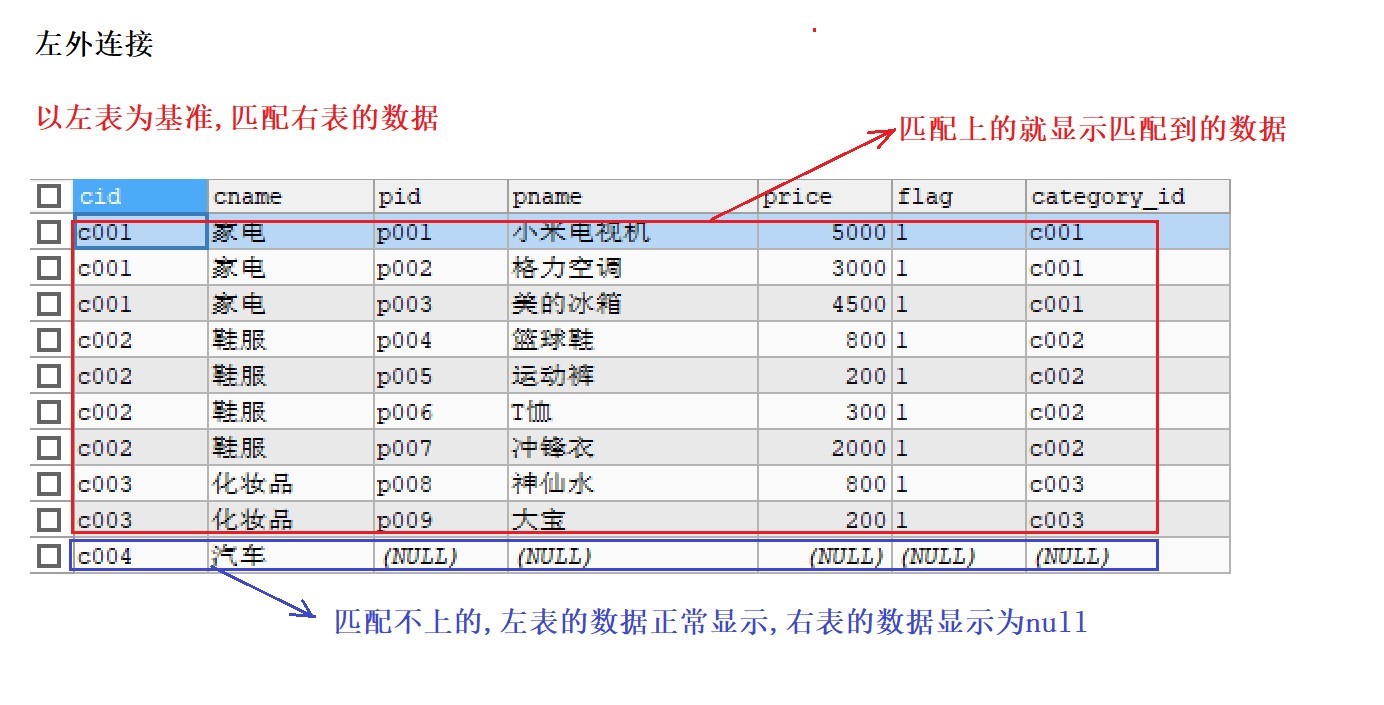 左外连接
以左表为基准,匹配右表的数据
匹配上的就显示匹配到的数据
cid cname pid pname price flag category_id
c001 家电 p001 小米电视机 5000 1 c001
c001 家电 p002 格力空调 3000 1 c001
c001 家电 p003 美的冰箱 4500 1 c001
c002 鞋服 p004 篮球鞋 800 1 c002
c002 鞋服 p005 运动裤 200 1 c002
c002 鞋服 p006 T恤 300 1 c002
c002 鞋服 p007 冲锋衣 2000 1 c002
c003 化妆品 p008 神仙水 800 1 c003
c003 化妆品 p009 大宝 200 1 c003
c004 汽车 (NULL) (NULL) (NULL) (NULL) (NULL)
匹配不上的,左表的数据正常显示,右表的数据显示为null